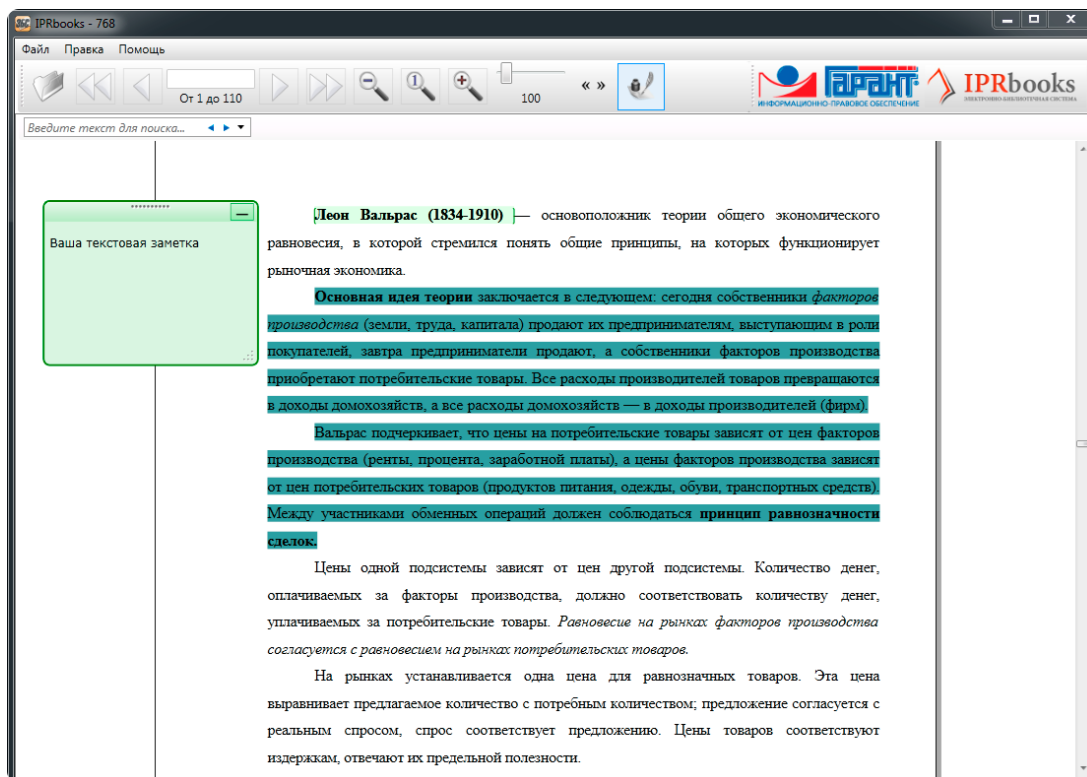 ЭБС IPRbooks - 768
Файл Правка Помощь
От 1 до 110
1
100
« »
ГАРАНТ
ИНФОРМАЦИОННО-ПРАВОВОЕ ОБЕСПЕЧЕНИЕ
IPRbooks
ЭЛЕКТРОННО-БИБЛИОТЕЧНАЯ СИСТЕМА
Введите текст для поиска...
Ваша текстовая заметка
Леон Вальрас (1834-1910) — основоположник теории общего экономического
равновесия, в которой стремился понять общие принципы, на которых функционирует
рыночная экономика.
Основная идея теории заключается в следующем: сегодня собственники факторов
производства (земли, труда, капитала) продают их предпринимателям, выступающим в роли
покупателей, завтра предприниматели продают, а собственники факторов производства
приобретают потребительские товары. Все расходы производителей товаров превращаются
в доходы домохозяйств, а все расходы домохозяйств — в доходы производителей (фирм).
Вальрас подчеркивает, что цены на потребительские товары зависят от цен факторов
производства (ренты, процента, заработной платы), а цены факторов производства зависят
от цен потребительских товаров (продуктов питания, одежды, обуви, транспортных средств).
Между участниками обменных операций должен соблюдаться принцип равнозначности
сделок.
Цены одной подсистемы зависят от цен другой подсистемы. Количество денег,
оплачиваемых за факторы производства, должно соответствовать количеству денег,
уплачиваемых за потребительские товары. Равновесие на рынках факторов производства
согласуется с равновесием на рынках потребительских товаров.
На рынках устанавливается одна цена для равнозначных товаров. Эта цена
выравнивает предлагаемое количество с потребным количеством; предложение согласуется с
реальным спросом, спрос соответствует предложению. Цены товаров соответствуют
издержкам, отвечают их предельной полезности.